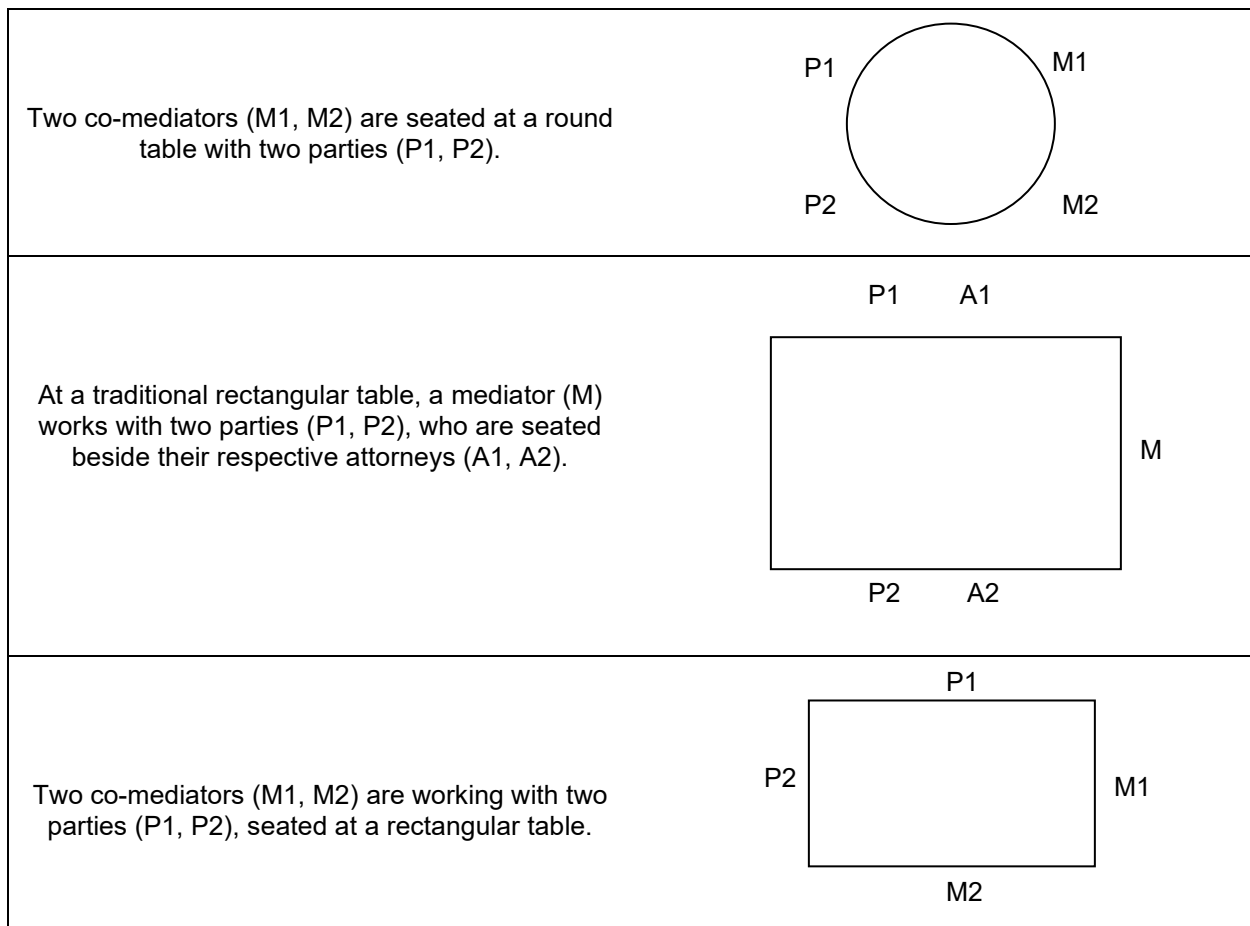 Two co-mediators (M1, M2) are seated at a round
table with two parties (P1, P2).
P1
M1
P2
M2
At a traditional rectangular table, a mediator (M)
works with two parties (P1, P2), who are seated
beside their respective attorneys (A1, A2).
P1 A1
M
P2 A2
Two co-mediators (M1, M2) are working with two
parties (P1, P2), seated at a rectangular table.
P1
P2
M1
M2